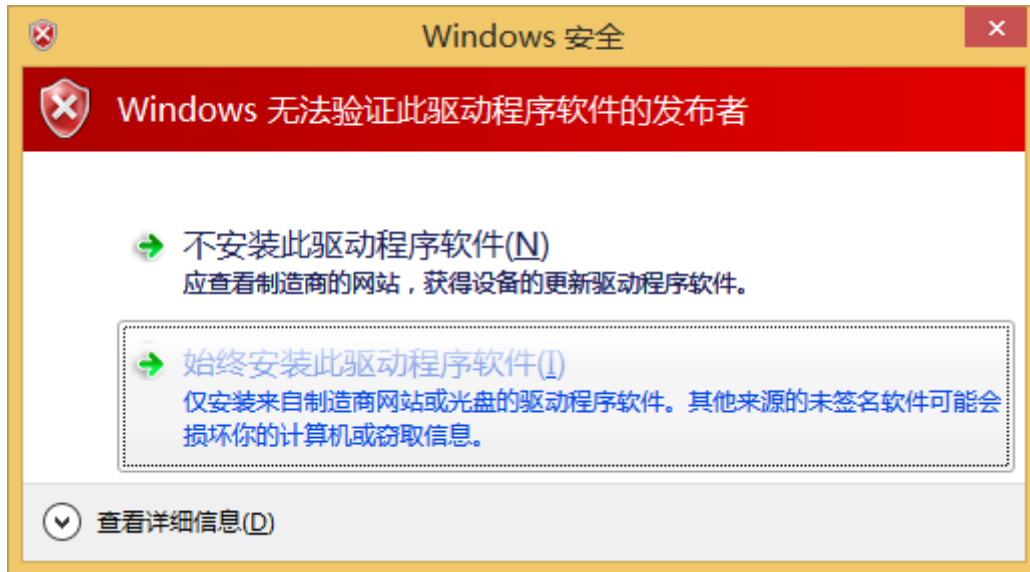 Windows 安全
Windows 无法验证此驱动程序软件的发布者
不安装此驱动程序软件(N)
应查看制造商的网站，获得设备的更新驱动程序软件。
始终安装此驱动程序软件(I)
仅安装来自制造商网站或光盘的驱动程序软件。其他来源的未签名软件可能会
损坏你的计算机或窃取信息。
查看详细信息(D)